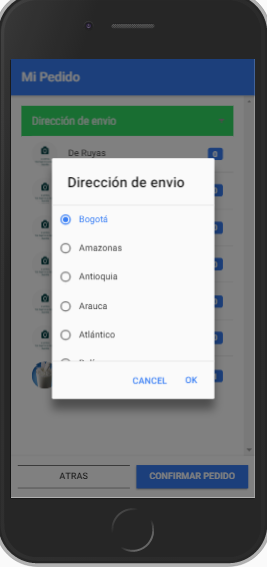 Mi Pedido
Dirección de envio
De Ruyas 0
Dirección de envio
Bogotá
Amazonas
Antioquia
Arauca
Atlántico
CANCEL OK
ATRAS CONFIRMAR PEDIDO